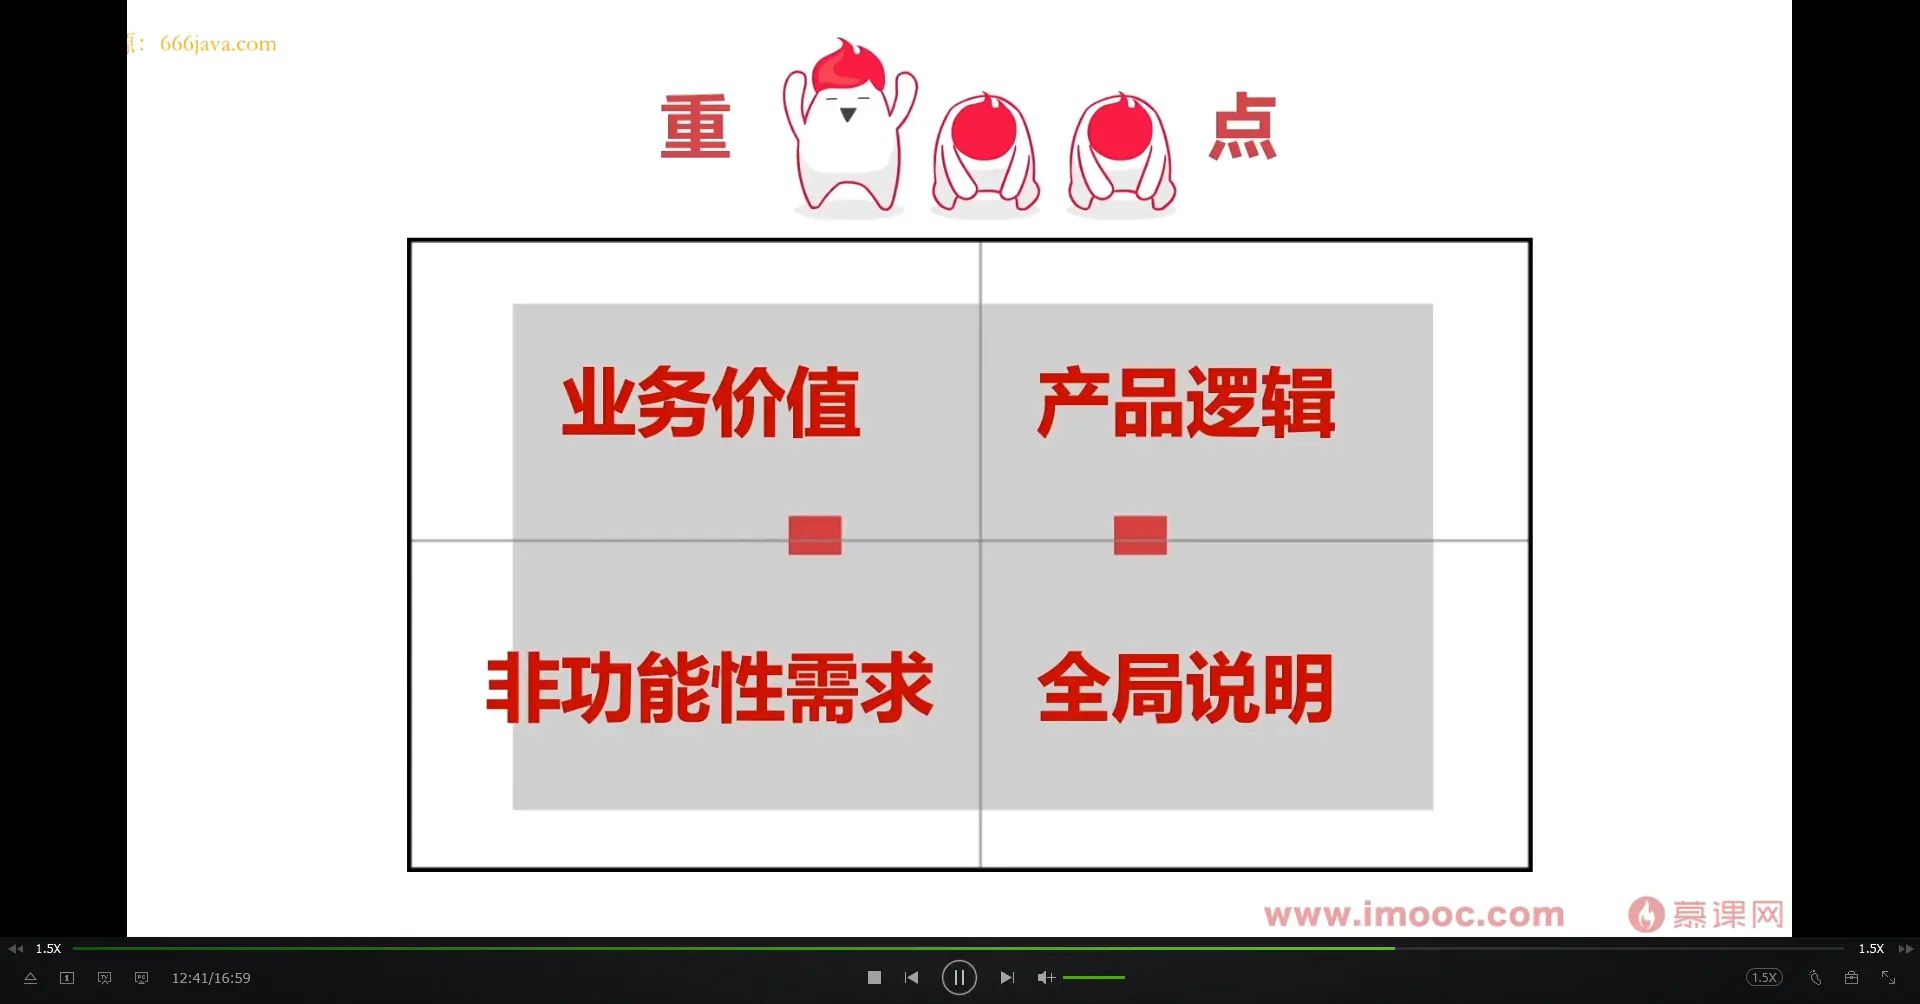 源：666java.com
重 点
业务价值 产品逻辑
非功能性需求 全局说明
www.imooc.com 慕课网
1.5X 1.5X
12:41/16:59 1.5X